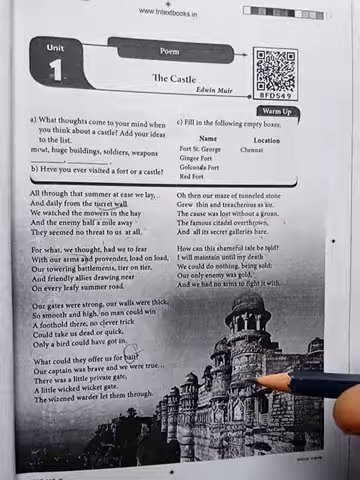 www.tntextbooks.in
Unit
1
Poem
The Castle
Edwin Muir
8FD549
Warm Up
a) What thoughts come to your mind when
you think about a castle? Add your ideas
to the list.
moat, huge buildings, soldiers, weapons
b) Have you ever visited a fort or a castle?
c) Fill in the following empty boxes.
Name Location
Fort St. George Chennai
Gingee Fort
Golconda Fort
Red Fort
All through that summer at ease we lay,
And daily from the turret wall
We watched the mowers in the hay
And the enemy half a mile away
They seemed no threat to us at all.
For what, we thought, had we to fear
With our arms and provender, load on load,
Our towering battlements, tier on tier,
And friendly allies drawing near
On every leafy summer road.
Our gates were strong, our walls were thick,
So smooth and high, no man could win
A foothold there, no clever trick
Could take us dead or quick,
Only a bird could have got in.
What could they offer us for bait?
Our captain was brave and we were true...
There was a little private gate,
A little wicked wicket gate.
The wizened warder let them through.
Oh then our maze of tunneled stone
Grew thin and treacherous as air.
The cause was lost without a groan,
The famous citadel overthrown,
And all its secret galleries bare.
How can this shameful tale be told?
I will maintain until my death
We could do nothing, being sold:
Our only enemy was gold,
And we had no arms to fight it with.